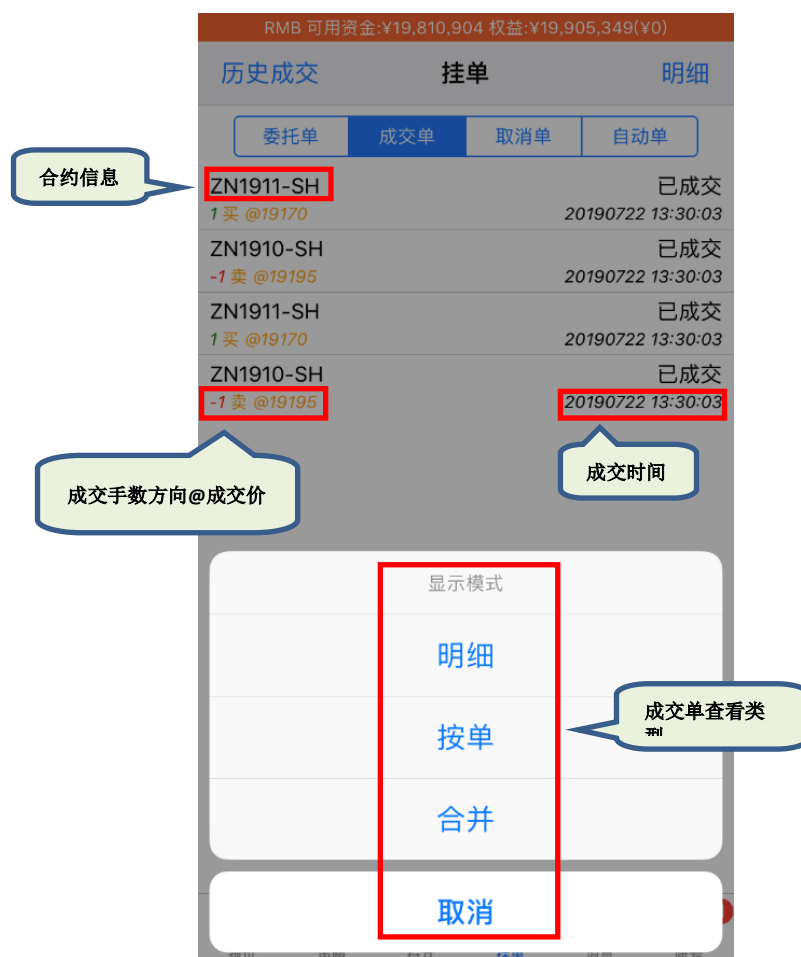 RMB 可用资金:¥19,810,904 权益:¥19,905,349(¥0)
历史成交 挂单 明细
委托单 成交单 取消单 自动单
合约信息
ZN1911-SH 已成交
1 买 @19170 20190722 13:30:03
ZN1910-SH 已成交
-1 卖 @19195 20190722 13:30:03
ZN1911-SH 已成交
1 买 @19170 20190722 13:30:03
ZN1910-SH 已成交
-1 卖 @19195 20190722 13:30:03
成交时间
成交手数方向@成交价
显示模式
明细
成交单查看类
型
按单
合并
取消
挂单